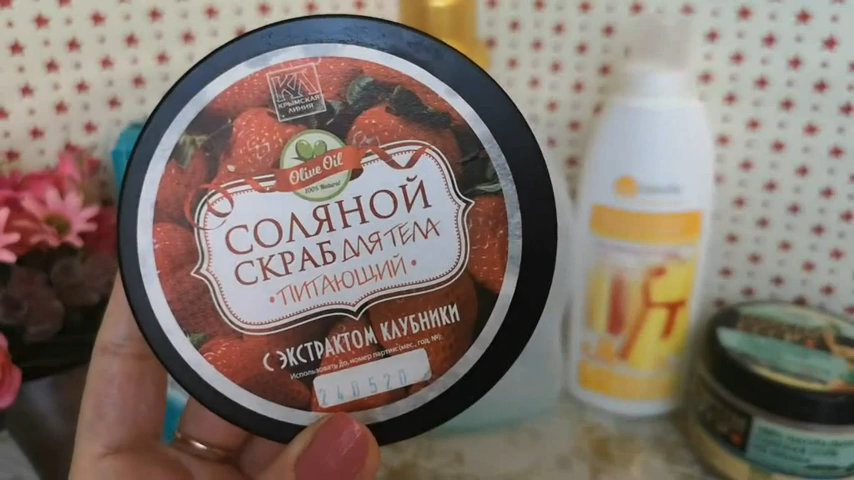 КЛ
КРЫМСКАЯ
ЛИНИЯ
Olive Oil
100% Natural
СОЛЯНОЙ
СКРАБ ДЛЯ ТЕЛА
•ПИТАЮЩИЙ•
С ЭКСТРАКТОМ КЛУБНИКИ
Использовать до, номер партии: (мес., год, №):
240520